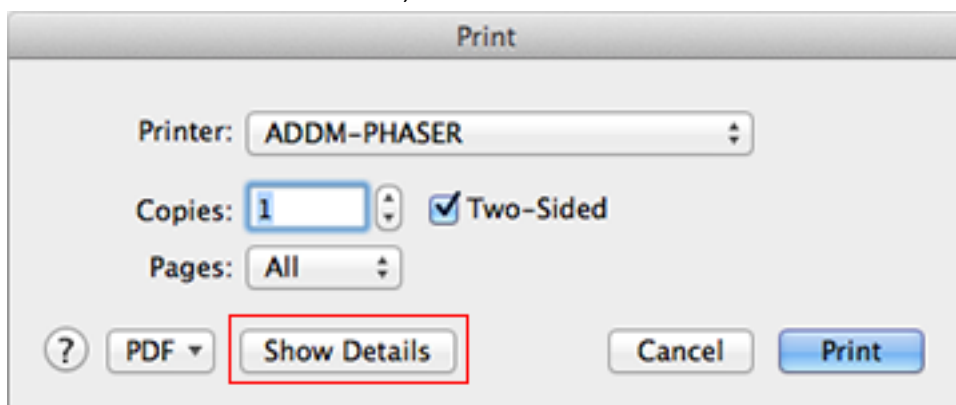 Print
Printer: ADDM-PHASER
Copies: 1 Two-Sided
Pages: All
? PDF Show Details Cancel Print